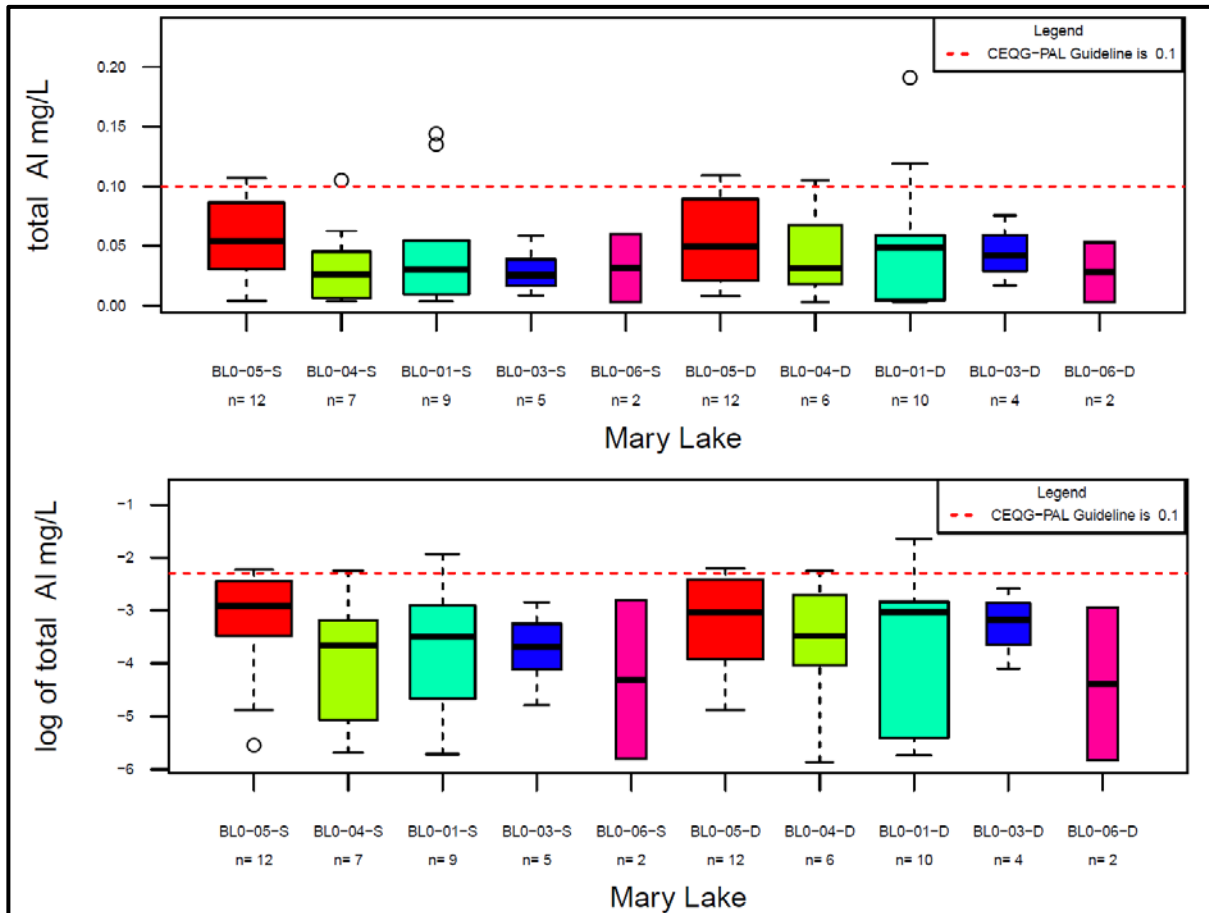 Legend
CEQG-PAL Guideline is 0.1
total Al mg/L
0.20
0.15
0.10
0.05
0.00
BL0-05-S BL0-04-S BL0-01-S BL0-03-S BL0-06-S BL0-05-D BL0-04-D BL0-01-D BL0-03-D BL0-06-D
n= 12 n= 7 n= 9 n= 5 n= 2 n= 12 n= 6 n= 10 n= 4 n= 2
Mary Lake
Legend
CEQG-PAL Guideline is 0.1
log of total Al mg/L
-1
-2
-3
-4
-5
-6
BL0-05-S BL0-04-S BL0-01-S BL0-03-S BL0-06-S BL0-05-D BL0-04-D BL0-01-D BL0-03-D BL0-06-D
n= 12 n= 7 n= 9 n= 5 n= 2 n= 12 n= 6 n= 10 n= 4 n= 2
Mary Lake